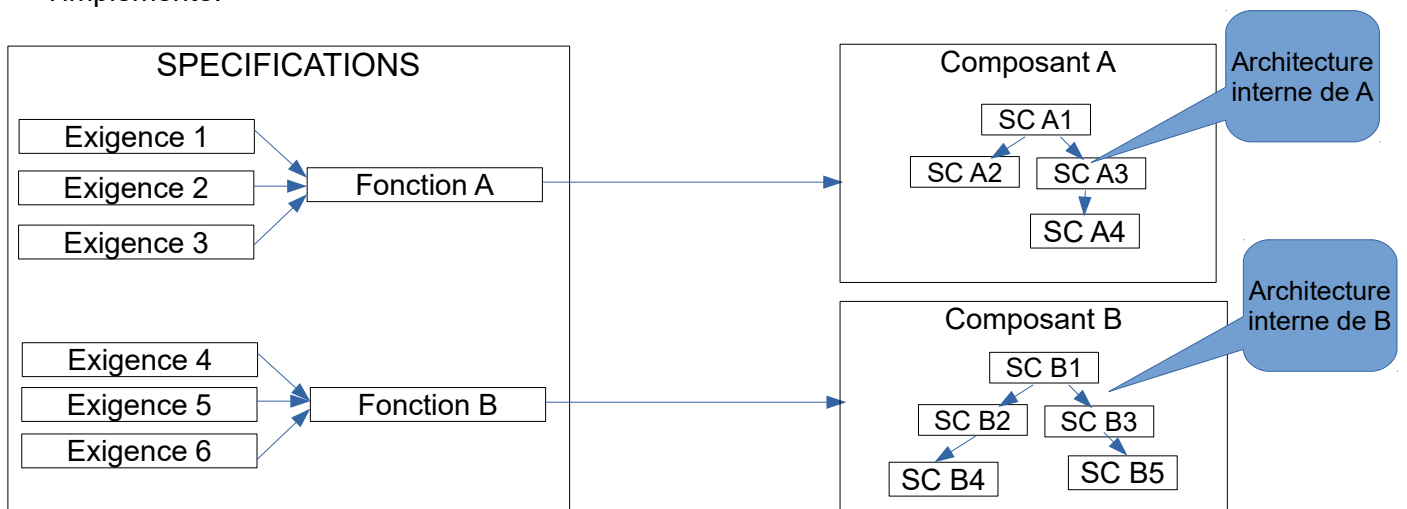 SPECIFICATIONS
Exigence 1
Exigence 2
Exigence 3
Fonction A
Exigence 4
Exigence 5
Exigence 6
Fonction B
Composant A
SC A1
SC A2
SC A3
SC A4
Architecture
interne de A
Composant B
SC B1
SC B2
SC B3
SC B4
SC B5
Architecture
interne de B